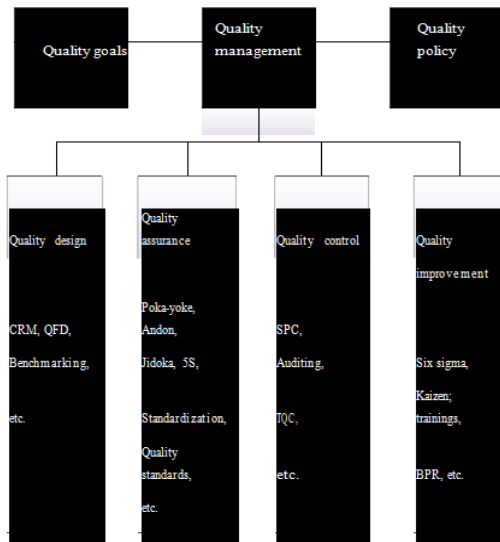 Quality goals
Quality
management
Quality
policy
Quality design
CRM, QFD,
Benchmarking,
etc.
Quality
assurance
Poka-yoke,
Andon,
Jidoka, 5S,
Standardization,
Quality
standards,
etc.
Quality control
SPC,
Auditing,
TQC,
etc.
Quality
improvement
Six sigma,
Kaizen;
trainings,
BPR, etc.